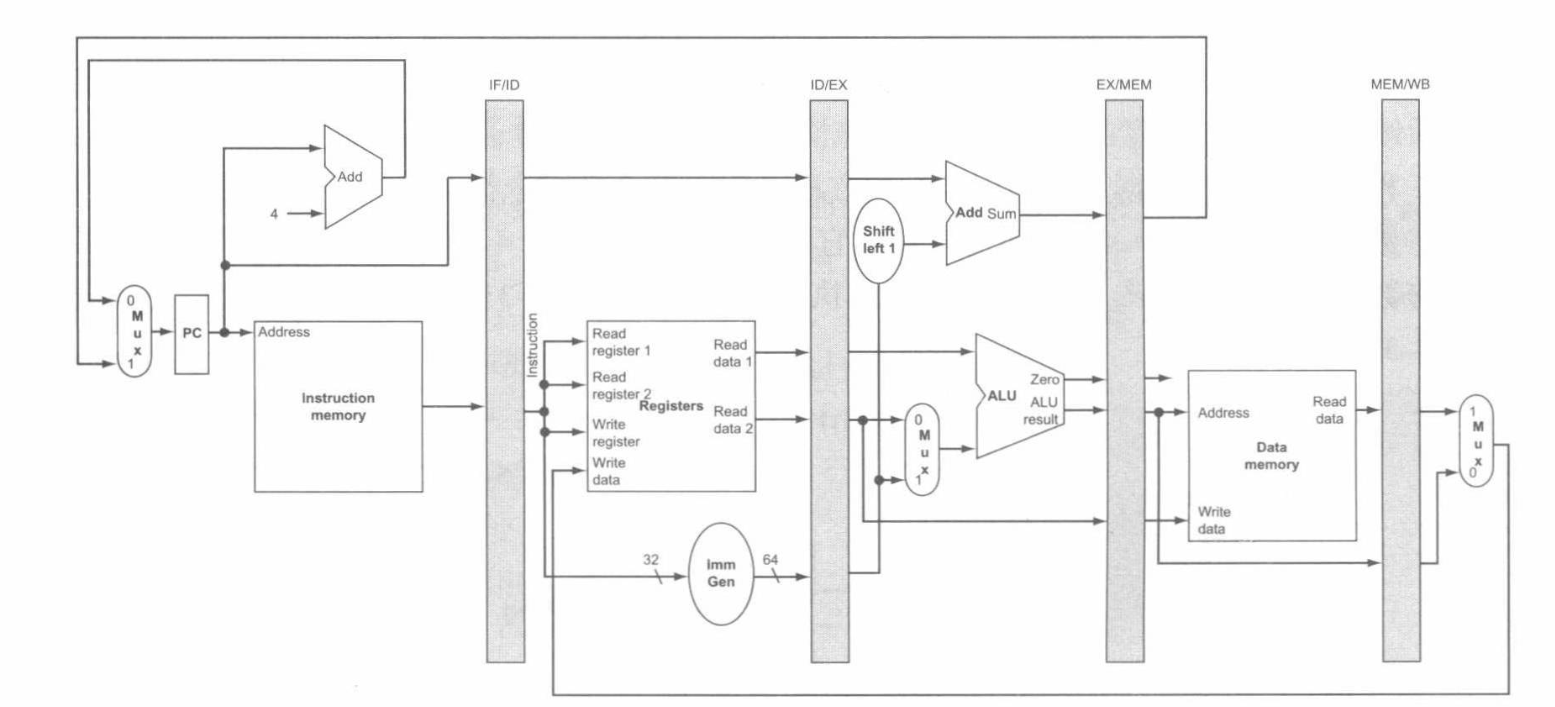 IF/ID
ID/EX
EX/MEM
MEM/WB
Add
4
Add Sum
Shift
left 1
0
M
u
x
1
PC
Address
Instruction
memory
Instruction
Read
register 1
Read
register 2
Write
register
Write
data
Registers
Read
data 1
Read
data 2
0
M
u
x
1
ALU
Zero
ALU
result
Address
Read
data
Data
memory
Write
data
1
M
u
x
0
32
Imm
Gen
64